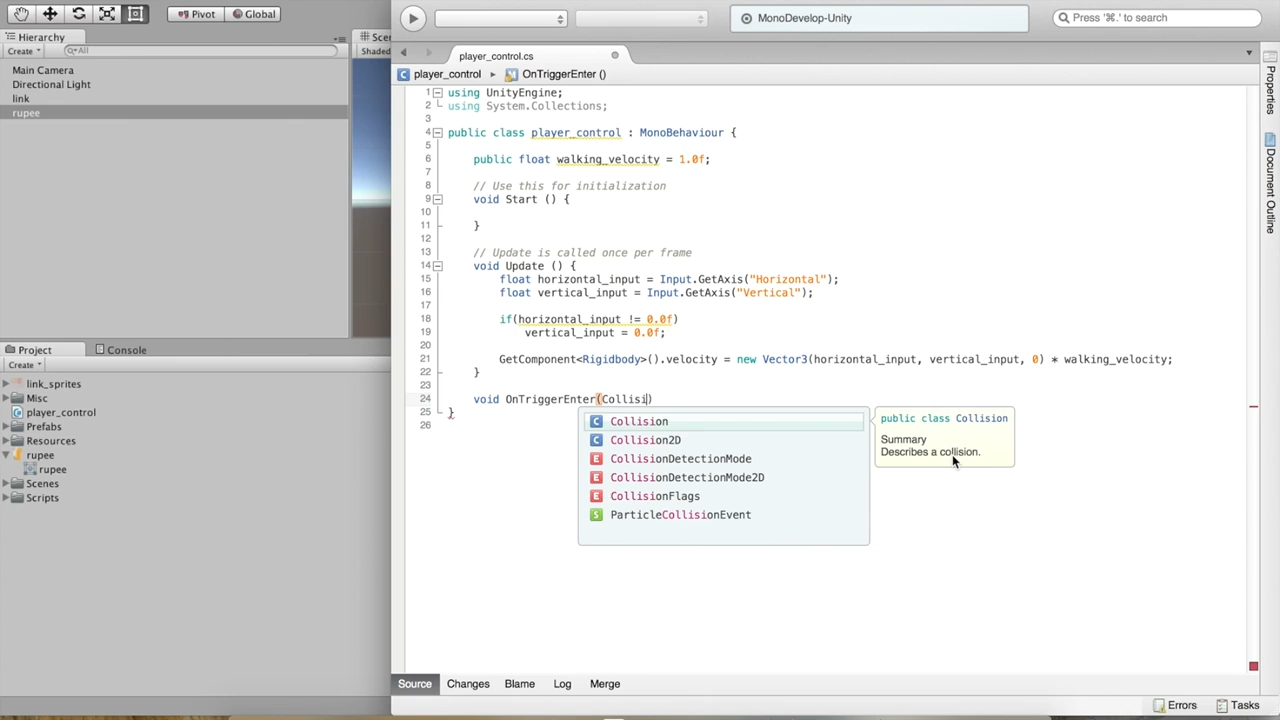 Pivot Global
Hierarchy
Create All
Main Camera
Directional Light
link
rupee
Scen
Shaded
Project Console
Create
link_sprites
Misc
player_control
Prefabs
Resources
rupee
rupee
Scenes
Scripts
MonoDevelop-Unity
Press '⌘.' to search
player_control.cs
player_control ▸ OnTriggerEnter ()
1 using UnityEngine;
2 using System.Collections;
3
4 public class player_control : MonoBehaviour {
5
6 public float walking_velocity = 1.0f;
7
8 // Use this for initialization
9 void Start () {
10
11 }
12
13 // Update is called once per frame
14 void Update () {
15 float horizontal_input = Input.GetAxis("Horizontal");
16 float vertical_input = Input.GetAxis("Vertical");
17
18 if(horizontal_input != 0.0f)
19 vertical_input = 0.0f;
20
21 GetComponent<Rigidbody>().velocity = new Vector3(horizontal_input, vertical_input, 0) * walking_velocity;
22 }
23
24 void OnTriggerEnter(Collisi)
25 }
26
C Collision
C Collision2D
E CollisionDetectionMode
E CollisionDetectionMode2D
E CollisionFlags
S ParticleCollisionEvent
public class Collision
Summary
Describes a collision.
Properties
Document Outline
Source Changes Blame Log Merge
Errors Tasks